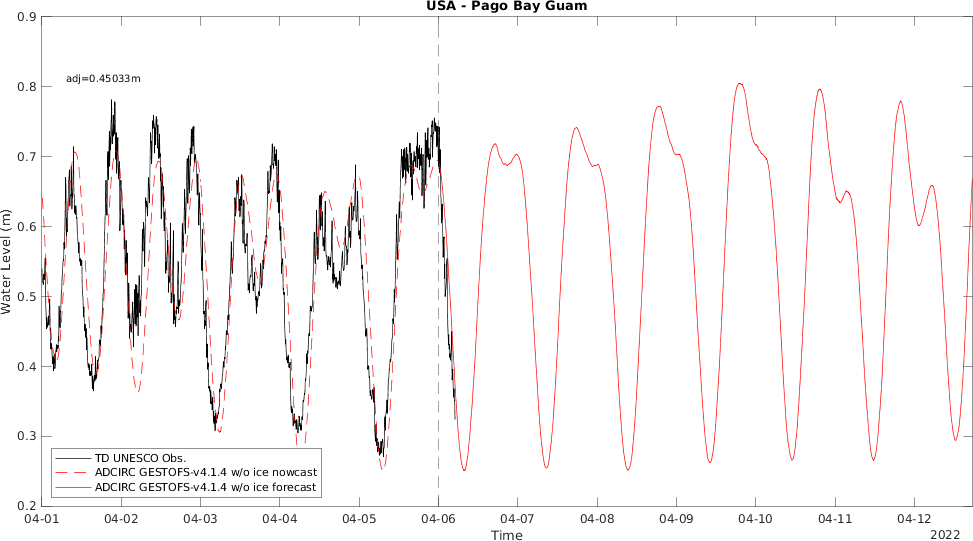 USA - Pago Bay Guam
0.9
0.8
0.7
0.6
0.5
0.4
0.3
0.2
Water Level (m)
adj=0.45033m
TD UNESCO Obs.
ADCIRC GESTOFS-v4.1.4 w/o ice nowcast
ADCIRC GESTOFS-v4.1.4 w/o ice forecast
04-01 04-02 04-03 04-04 04-05 04-06 04-07 04-08 04-09 04-10 04-11 04-12
Time
2022